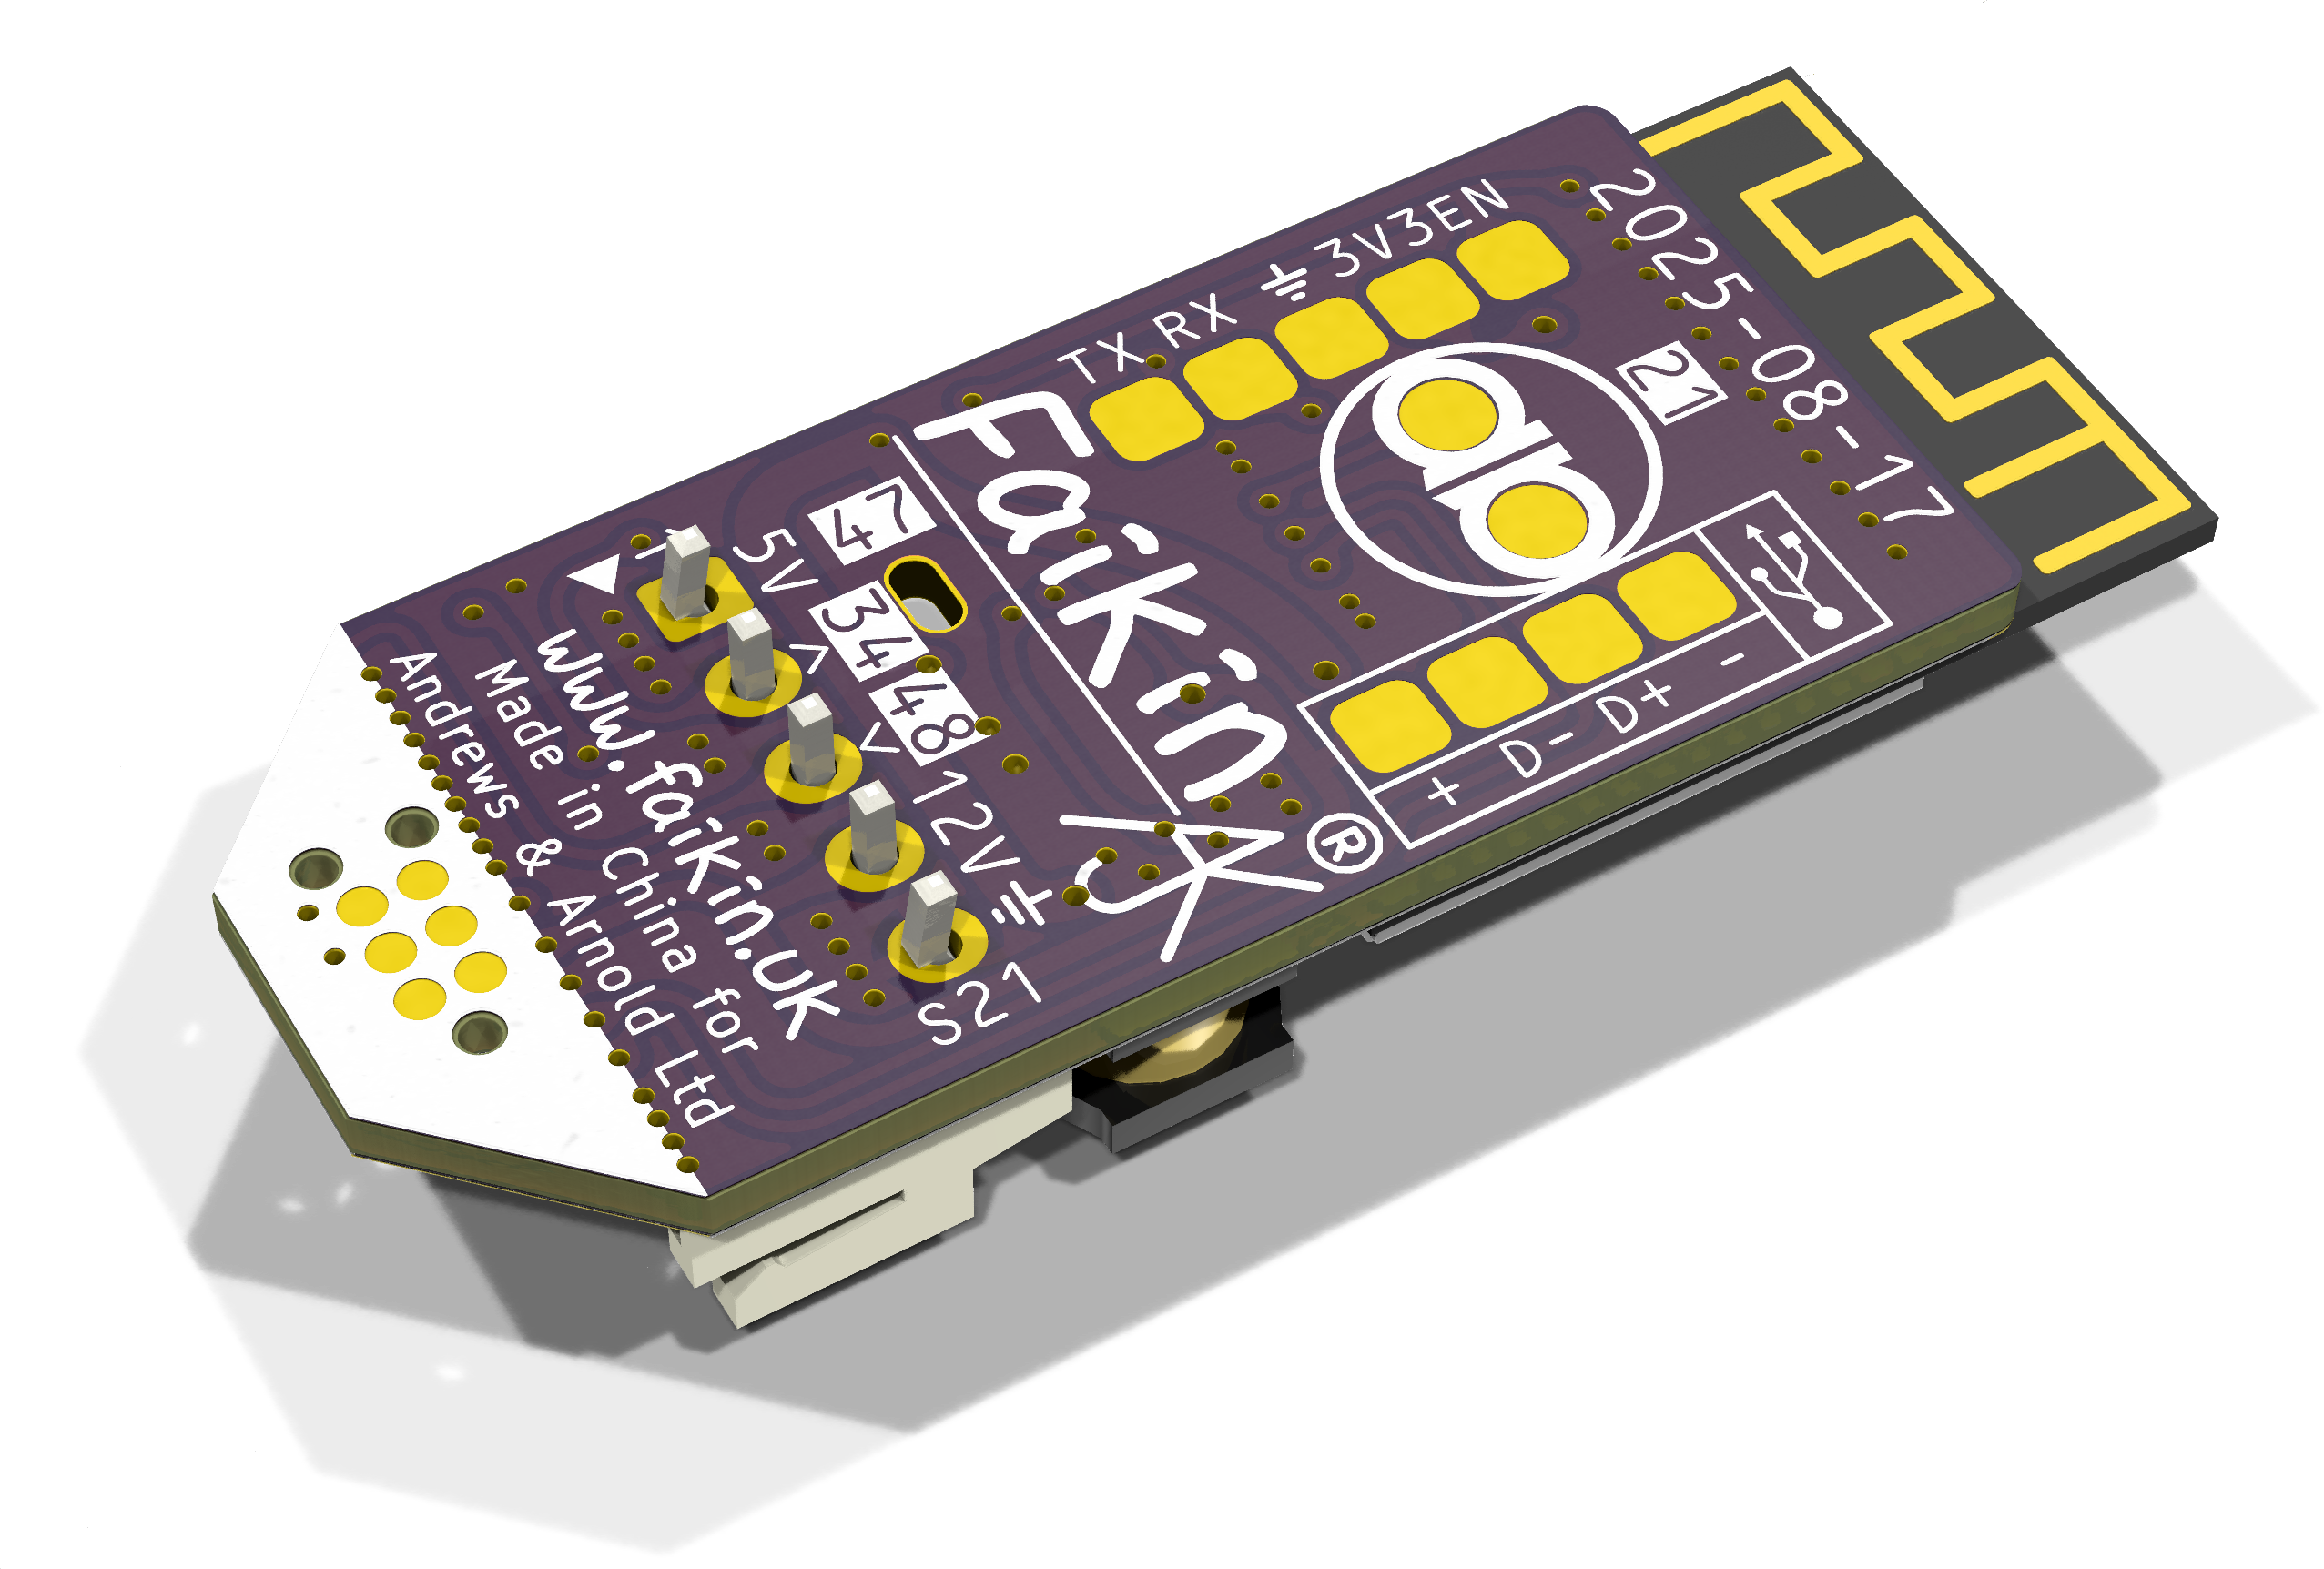 2025-08-17
21
TX RX ⏚ 3V3 EN
ab
+ D- D+ -
Faikin
®
47
34
48
5V
^
v
12V
⏚
S21
www.faikin.uk
Made in China for
Andrews & Arnold Ltd